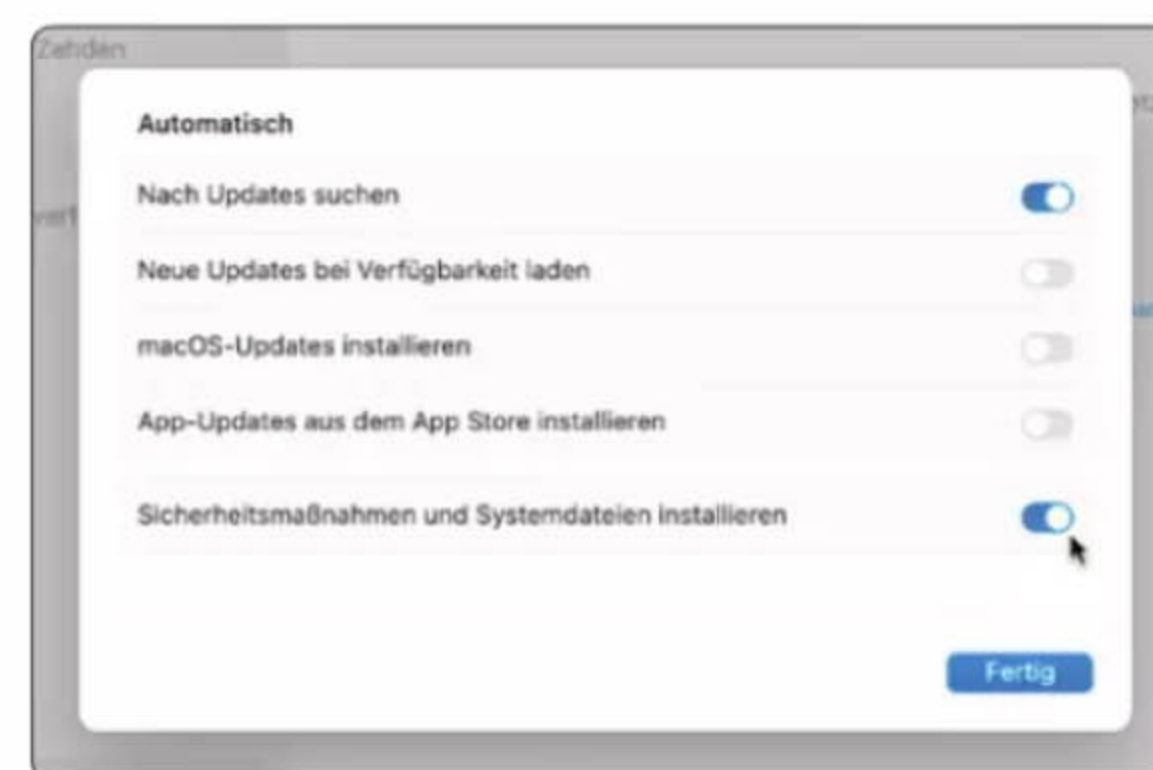 Automatisch
Nach Updates suchen
Neue Updates bei Verfügbarkeit laden
macOS-Updates installieren
App-Updates aus dem App Store installieren
Sicherheitsmaßnahmen und Systemdateien installieren
Fertig